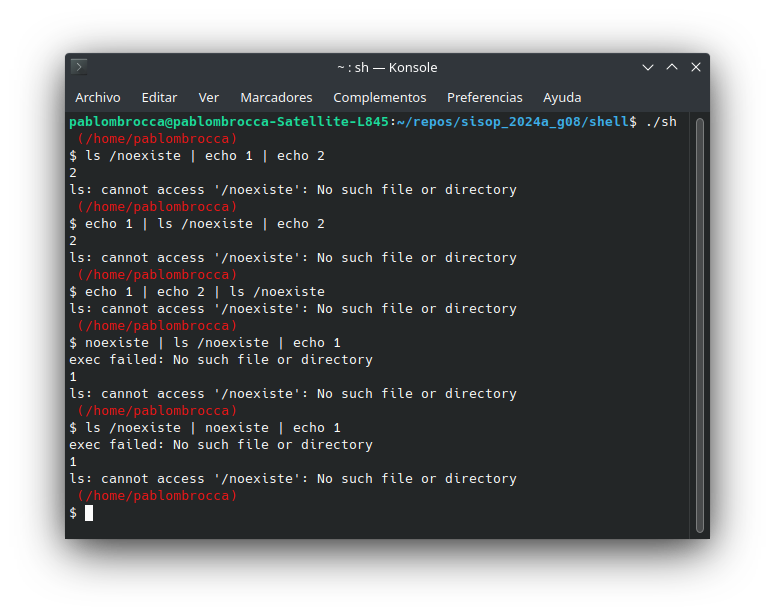 ~ : sh — Konsole
Archivo Editar Ver Marcadores Complementos Preferencias Ayuda
pablombrocca@pablombrocca-Satellite-L845:~/repos/sisop_2024a_g08/shell$ ./sh
(/home/pablombrocca)
$ ls /noexiste | echo 1 | echo 2
2
ls: cannot access '/noexiste': No such file or directory
(/home/pablombrocca)
$ echo 1 | ls /noexiste | echo 2
2
ls: cannot access '/noexiste': No such file or directory
(/home/pablombrocca)
$ echo 1 | echo 2 | ls /noexiste
ls: cannot access '/noexiste': No such file or directory
(/home/pablombrocca)
$ noexiste | ls /noexiste | echo 1
exec failed: No such file or directory
1
ls: cannot access '/noexiste': No such file or directory
(/home/pablombrocca)
$ ls /noexiste | noexiste | echo 1
exec failed: No such file or directory
1
ls: cannot access '/noexiste': No such file or directory
(/home/pablombrocca)
$